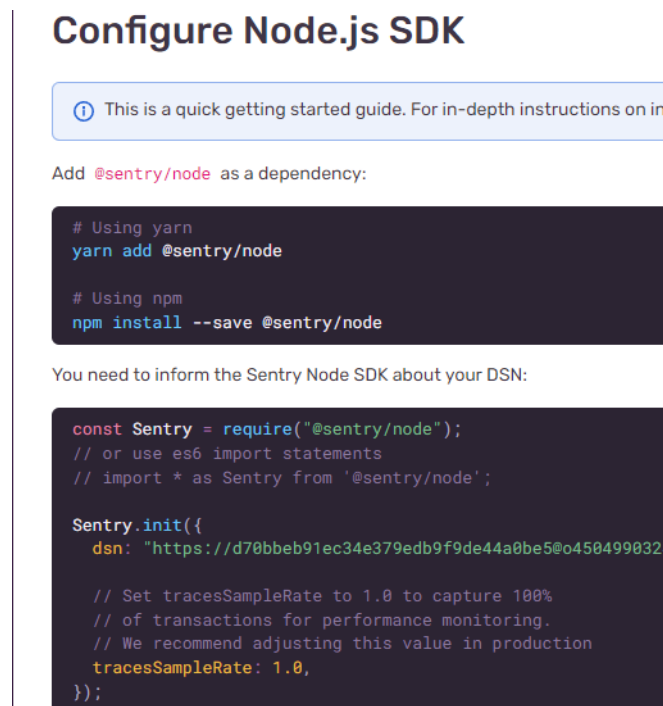 Configure Node.js SDK
This is a quick getting started guide. For in-depth instructions on
Add @sentry/node as a dependency:
# Using yarn
yarn add @sentry/node
# Using npm
npm install --save @sentry/node
You need to inform the Sentry Node SDK about your DSN:
const Sentry = require("@sentry/node");
// or use es6 import statements
// import * as Sentry from '@sentry/node';
Sentry.init({
dsn: "https://d70bbeb91ec34e379edb9f9de44a0be5@o450499032
// Set tracesSampleRate to 1.0 to capture 100%
// of transactions for performance monitoring.
// We recommend adjusting this value in production
tracesSampleRate: 1.0,
});